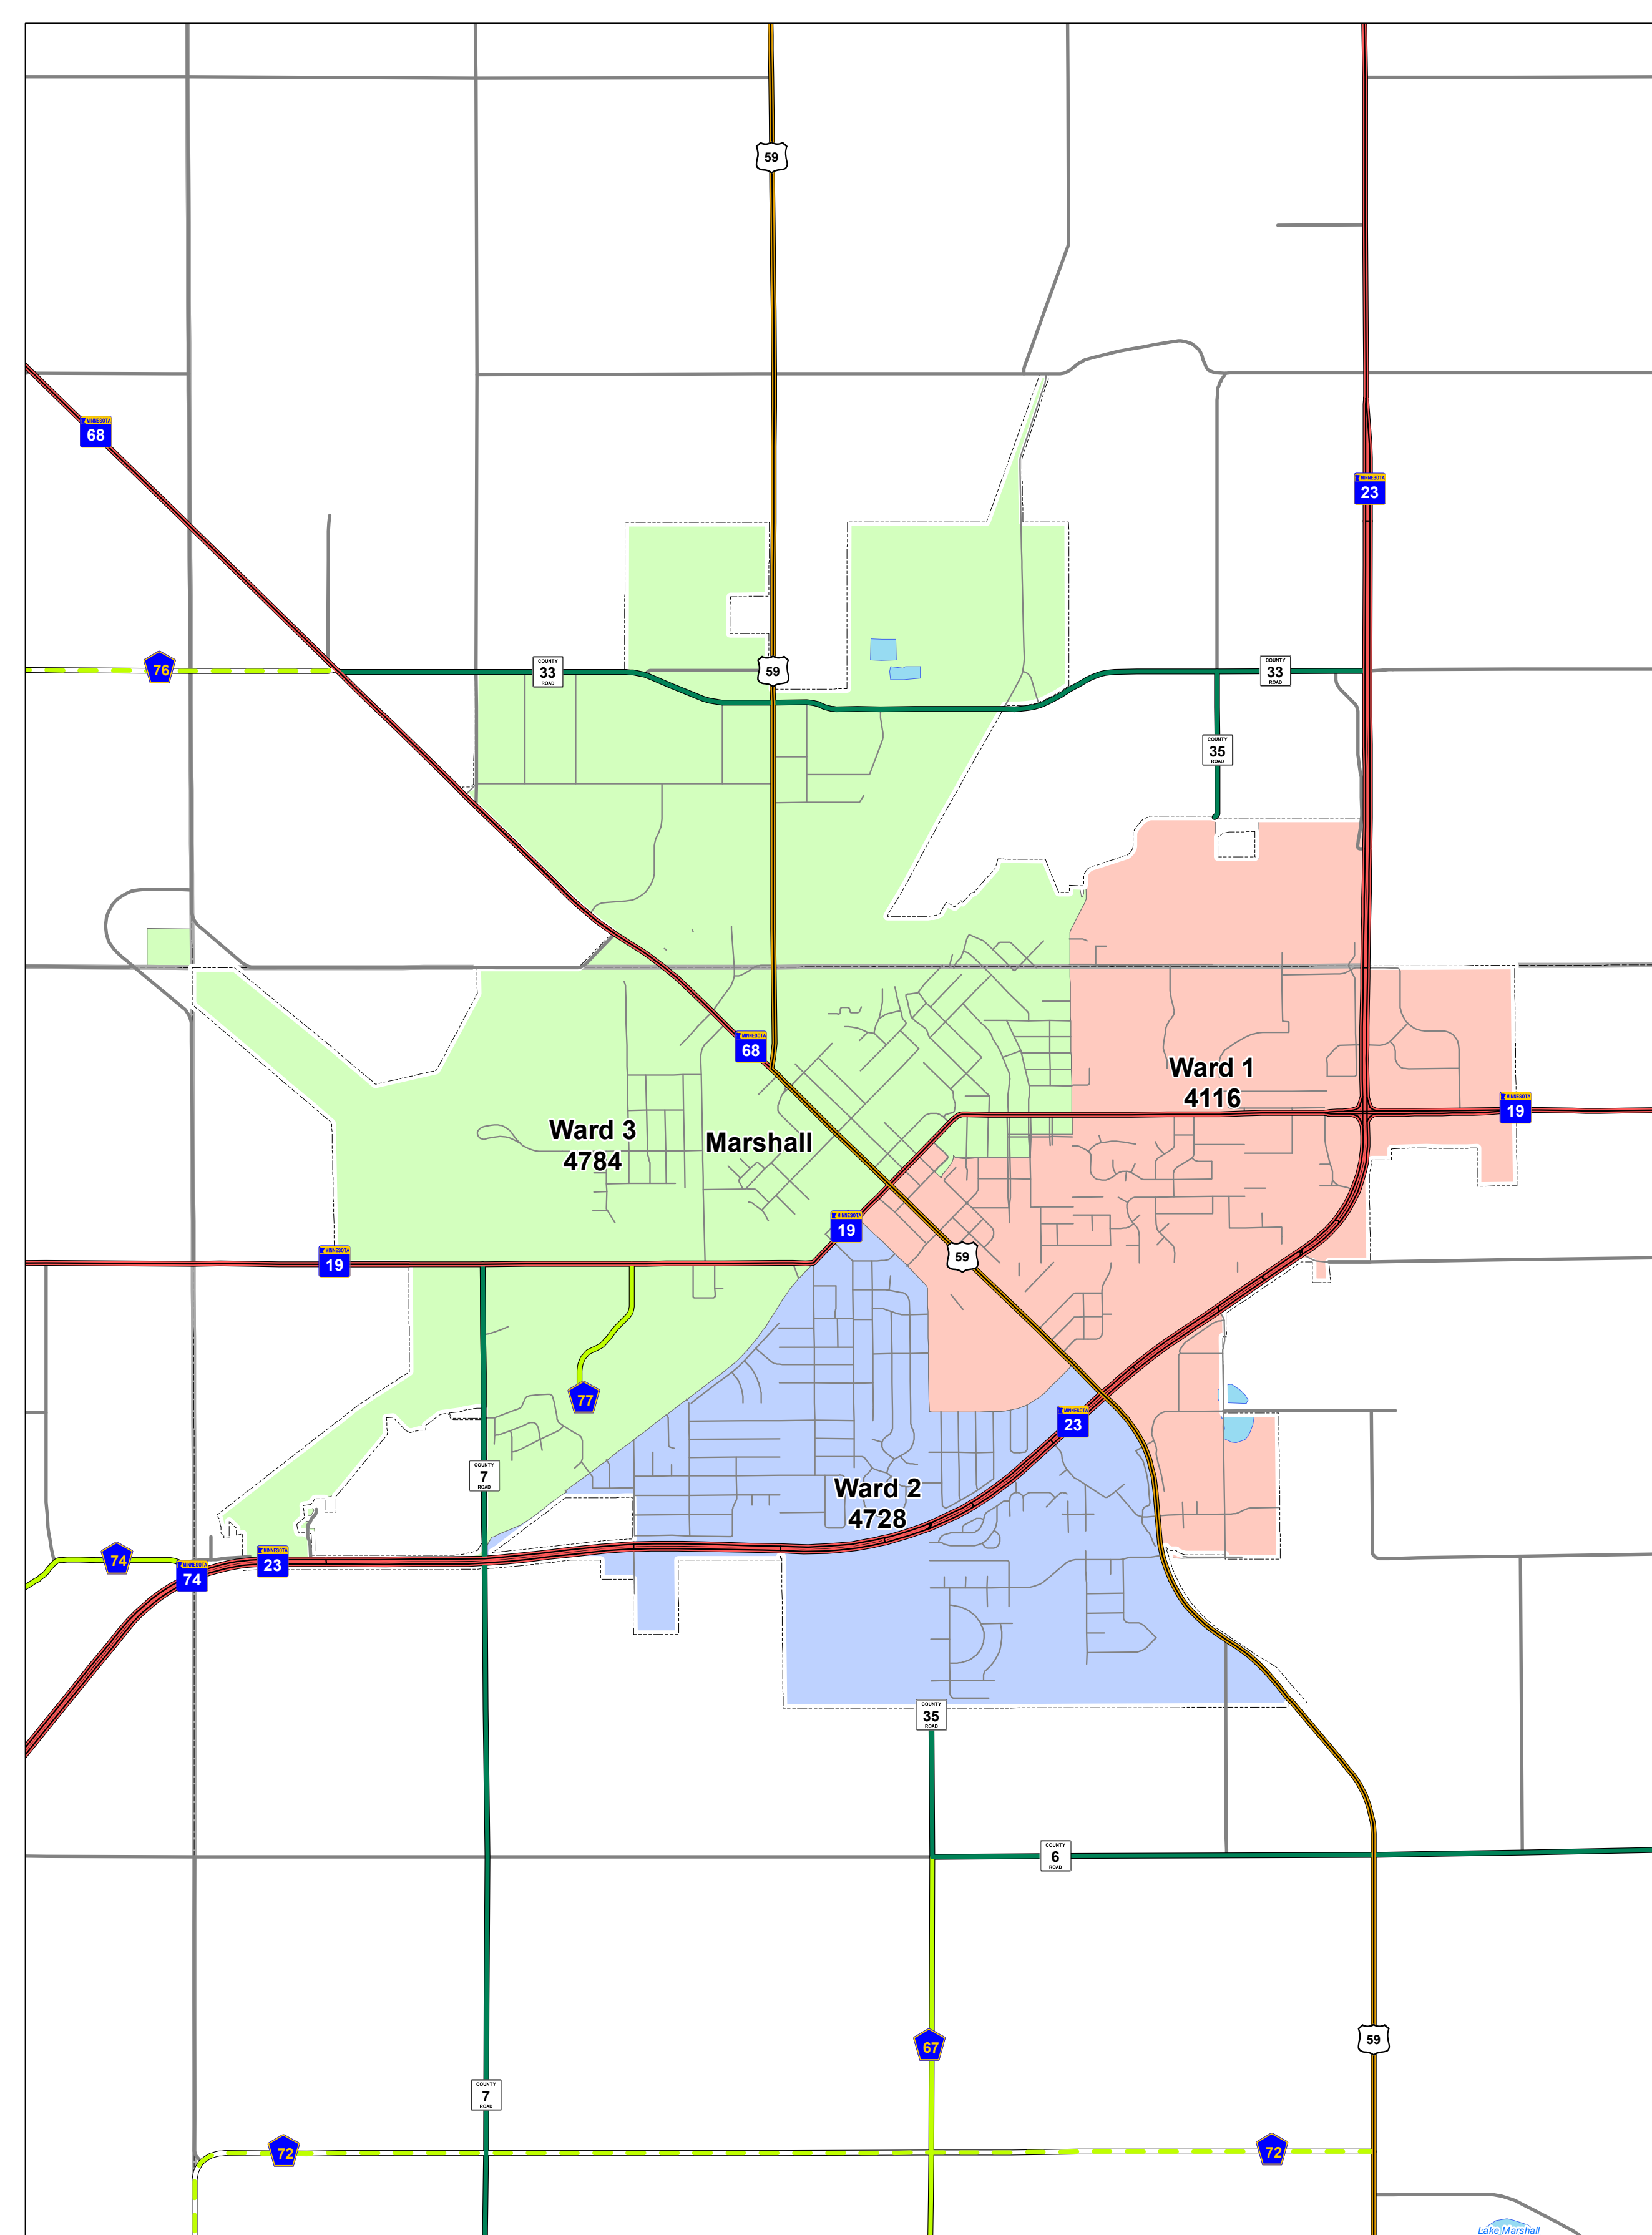 59
MINNESOTA
68
MINNESOTA
23
76
COUNTY
33
ROAD
59
COUNTY
33
ROAD
COUNTY
35
ROAD
MINNESOTA
68
Ward 1
4116
MINNESOTA
19
Ward 3
4784
Marshall
MINNESOTA
19
MINNESOTA
19
59
77
MINNESOTA
23
COUNTY
7
ROAD
Ward 2
4728
74
MINNESOTA
23
MINNESOTA
74
COUNTY
35
ROAD
COUNTY
6
ROAD
59
67
COUNTY
7
ROAD
72
72
Lake Marshall